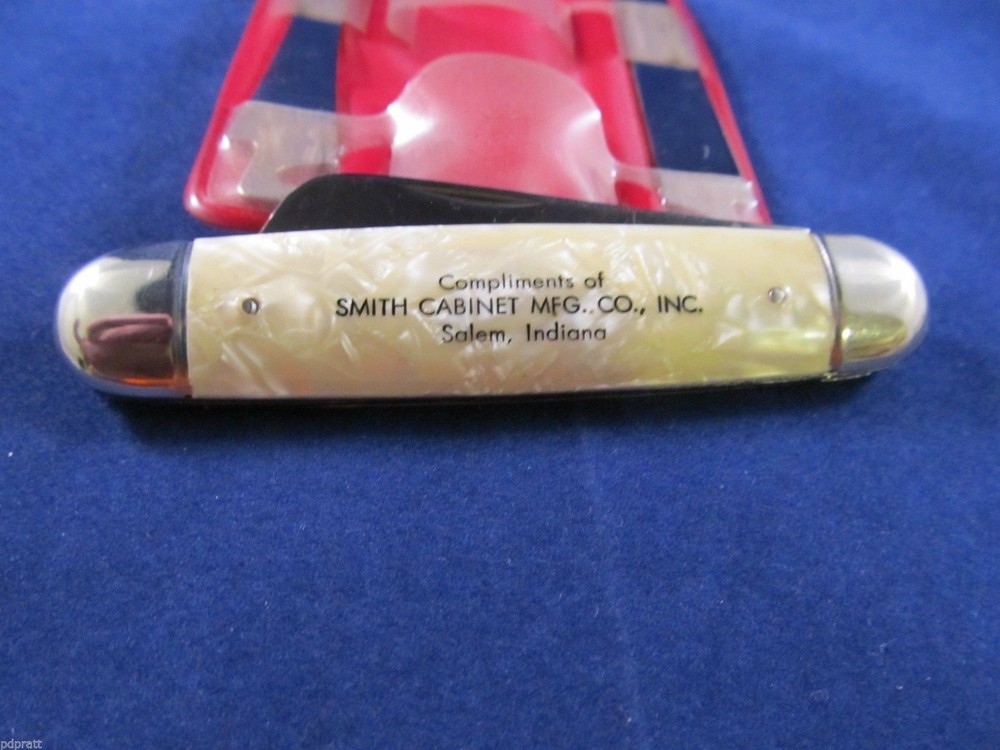 Compliments of
SMITH CABINET MFG. CO., INC.
Salem, Indiana
pdpratt